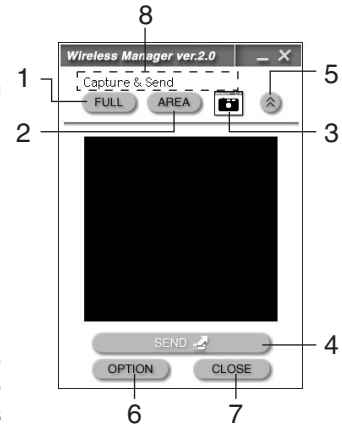 8
Wireless Manager ver.2.0
1 Capture & Send 5
FULL AREA
2 3
SEND 4
OPTION CLOSE
6 7